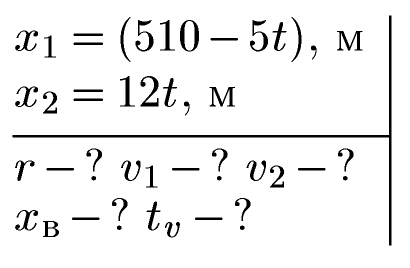 x₁ = (510 – 5t), м
x₂ = 12t, м
r – ? v₁ – ? v₂ – ?
xв – ? tᵥ – ?